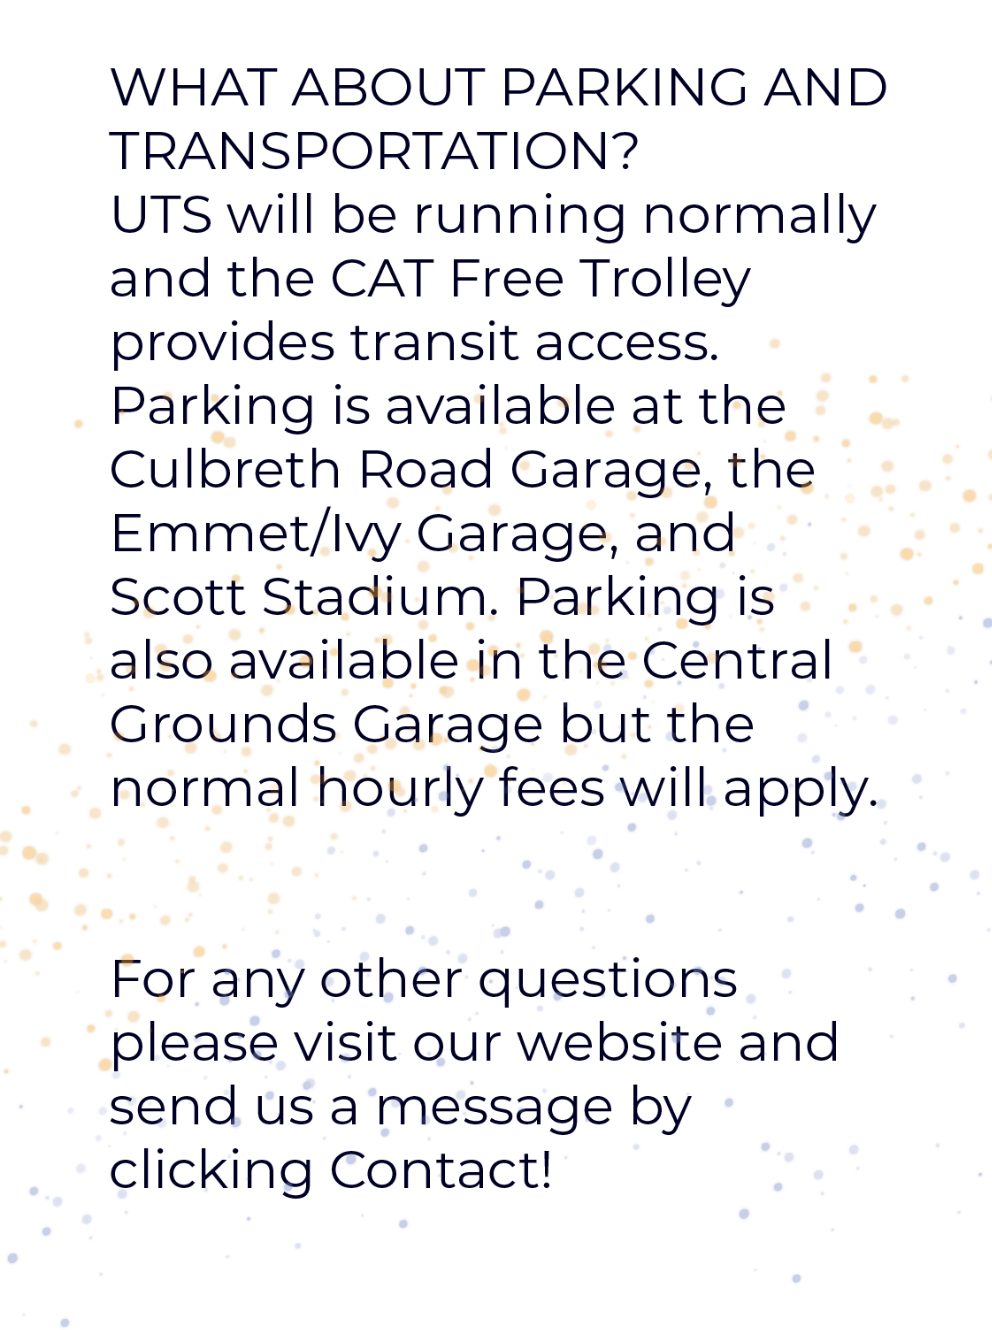 WHAT ABOUT PARKING AND
TRANSPORTATION?
UTS will be running normally
and the CAT Free Trolley
provides transit access.
Parking is available at the
Culbreth Road Garage, the
Emmet/Ivy Garage, and
Scott Stadium. Parking is
also available in the Central
Grounds Garage but the
normal hourly fees will apply.
For any other questions
please visit our website and
send us a message by
clicking Contact!